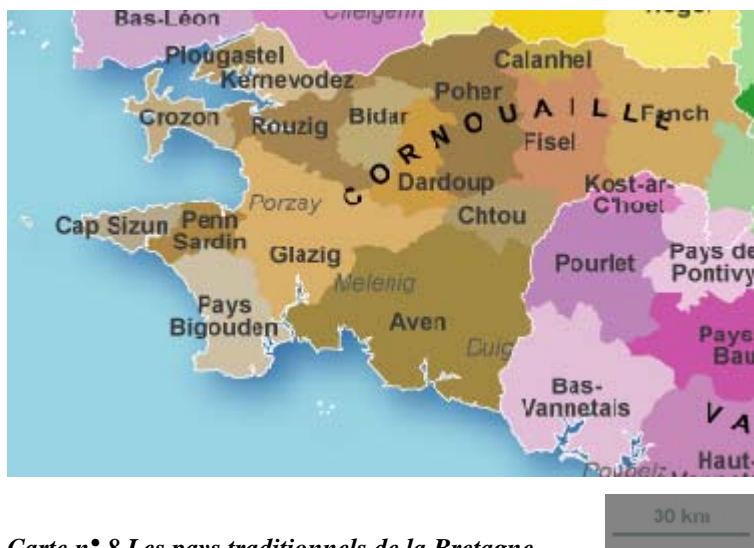 Bas-Léon
Plougastel
Kernevodez
Calanhel
Poher
Crozon
Rouzig
Bidar
CORNOUAILLE
Fanch
Fisel
Dardoup
Kost-ar-
C'hoet
Porzay
Chtou
Cap Sizun
Penn
Sardin
Glazig
Pourlet
Pays de
Pontivy
Melenig
Pays
Bigouden
Aven
Duig
Pays
Bau
Bas-
Vannetais
VA
Haut-
30 km
Carte n° 8 Les pays traditionnels de la Bretagne